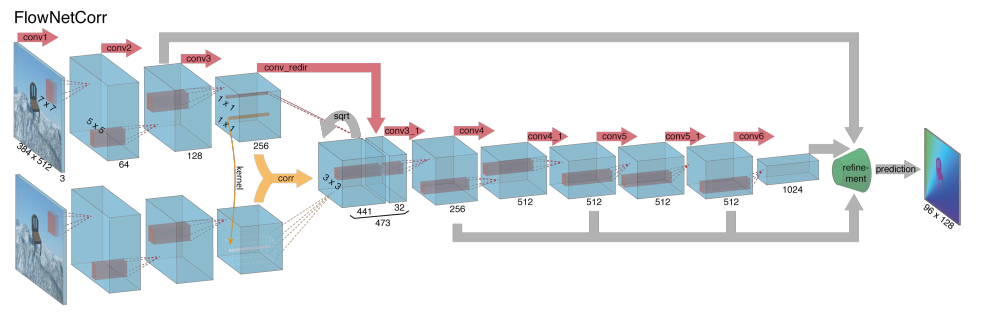 FlowNetCorr
conv1
conv2
conv3
conv_redir
sqrt
conv3_1
conv4
conv4_1
conv5
conv5_1
conv6
7 x 7
5 x 5
1 x 1
1 x 1
3 x 3
384 x 512
3
64
128
256
kernel
corr
441
32
473
256
512
512
512
512
1024
refine-
ment
prediction
96 x 128